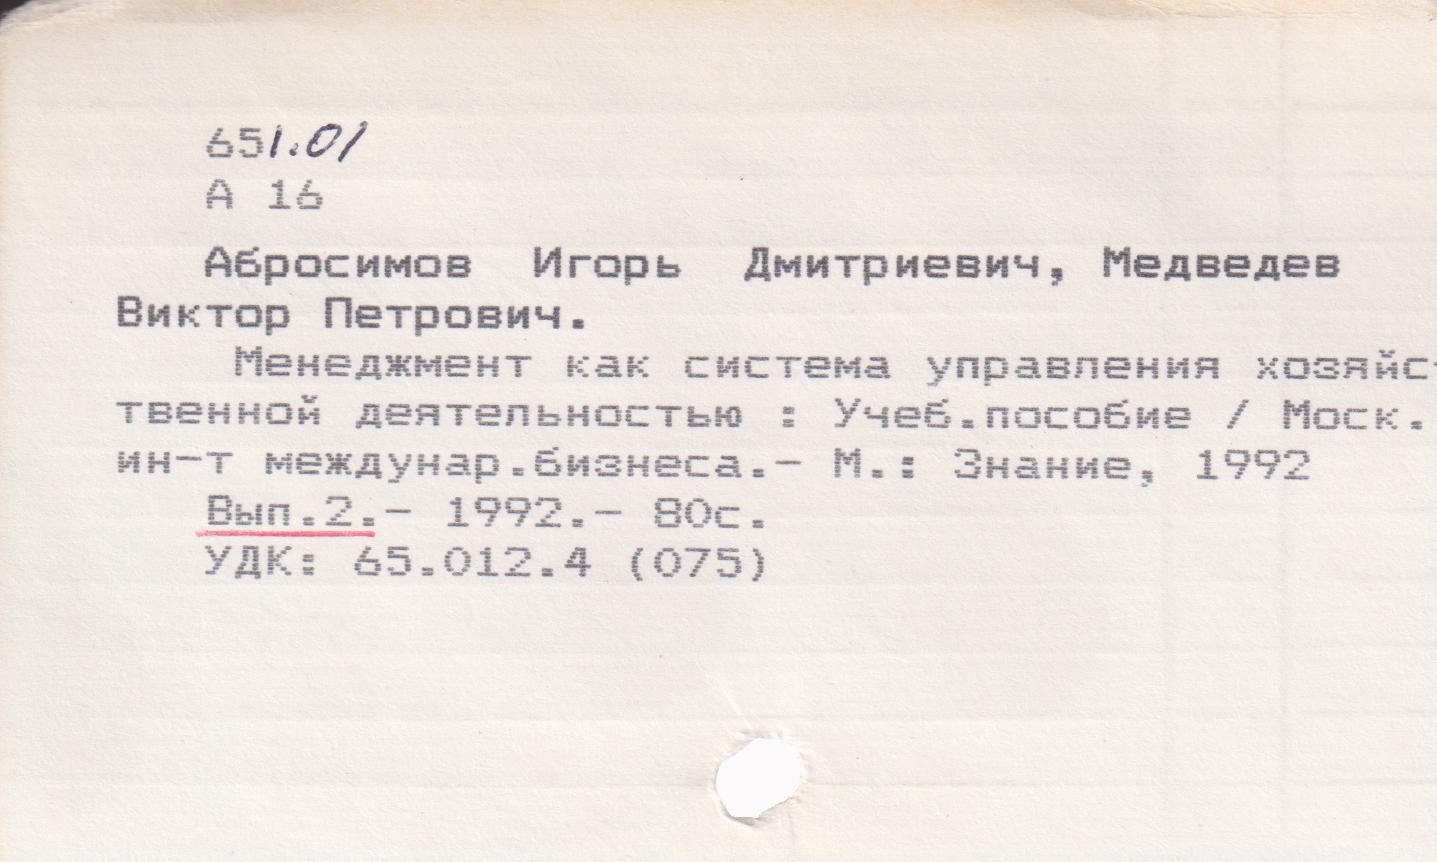 651.01
А 16
Абросимов Игорь Дмитриевич, Медведев
Виктор Петрович.
Менеджмент как система управления хозяйс-
твенной деятельностью : Учеб.пособие / Моск.
ин-т междунар.бизнеса.- М.: Знание, 1992
Вып.2.- 1992.- 80с.
УДК: 65.012.4 (075)